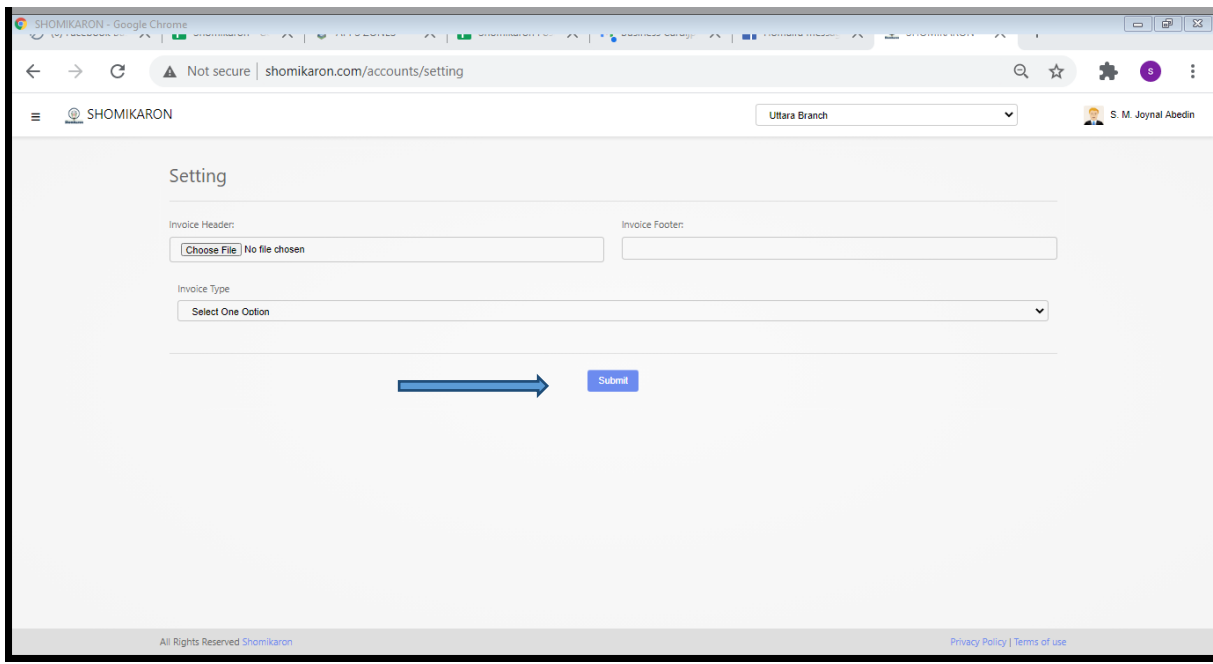 SHOMIKARON - Google Chrome
Not secure | shomikaron.com/accounts/setting
S
SHOMIKARON
Uttara Branch
S. M. Joynal Abedin
Setting
Invoice Header:
Invoice Footer:
Choose File No file chosen
Invoice Type
Select One Option
Submit
All Rights Reserved Shomikaron
Privacy Policy | Terms of use